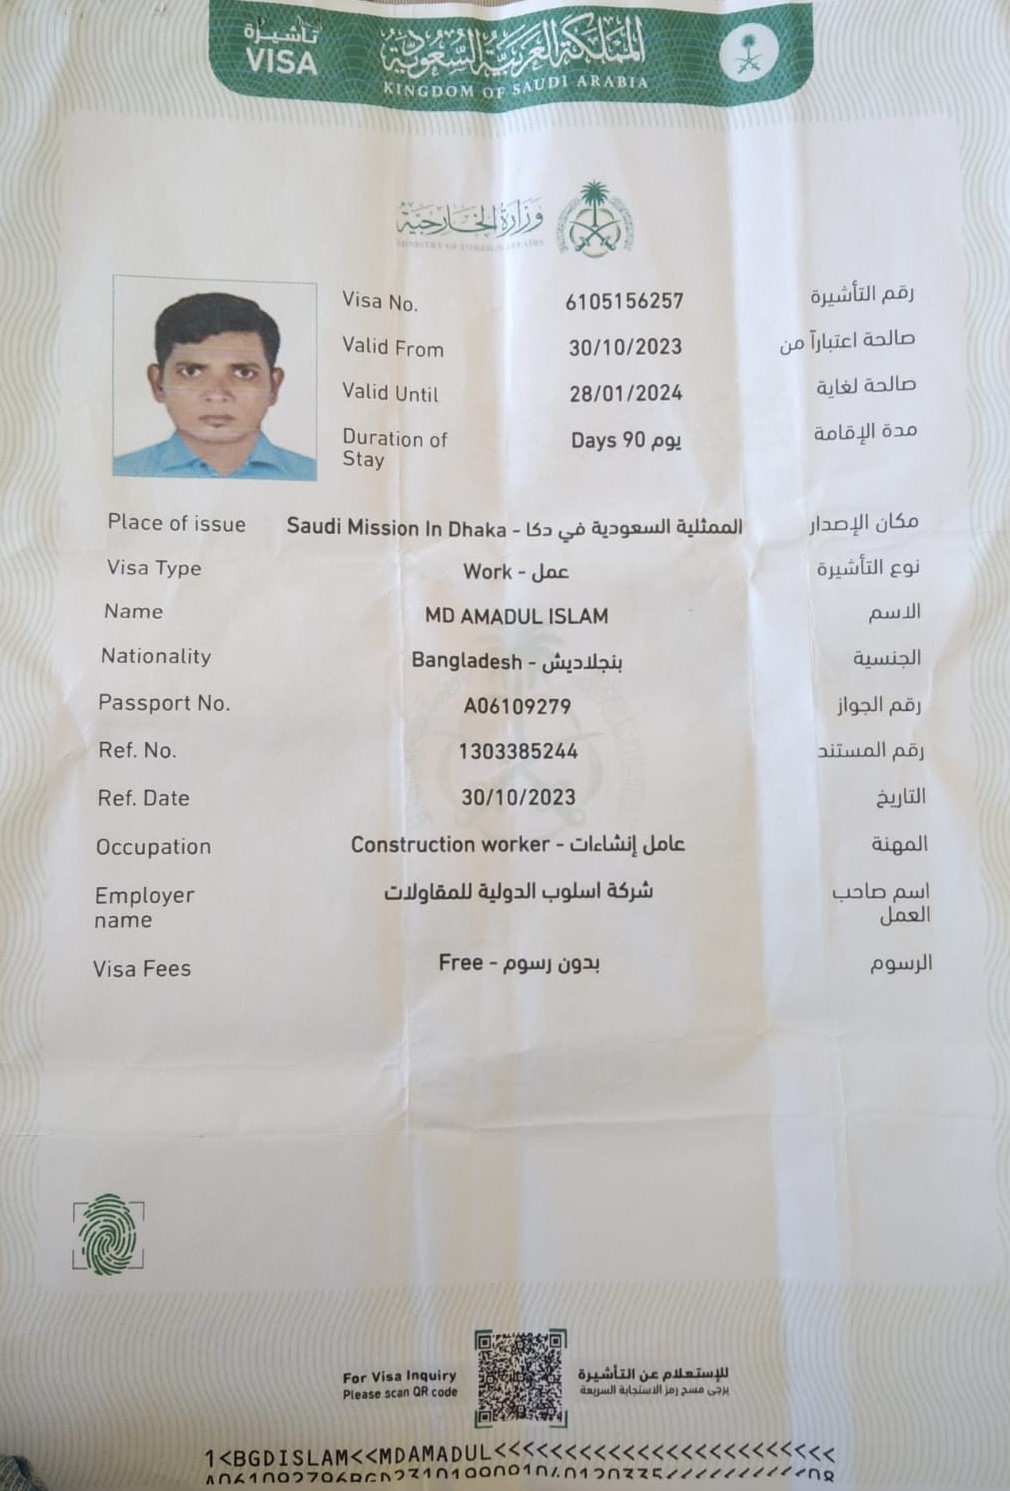 تأشيرة
VISA
المملكة العربية السعودية
KINGDOM OF SAUDI ARABIA
وزارة الخارجية
MINISTRY OF FOREIGN AFFAIRS
Visa No. 6105156257 رقم التأشيرة
Valid From 30/10/2023 صالحة اعتباراً من
Valid Until 28/01/2024 صالحة لغاية
Duration of Stay Days 90 يوم مدة الإقامة
Place of issue Saudi Mission In Dhaka - الممثلية السعودية في دكا مكان الإصدار
Visa Type Work - عمل نوع التأشيرة
Name MD AMADUL ISLAM الاسم
Nationality Bangladesh - بنجلاديش الجنسية
Passport No. A06109279 رقم الجواز
Ref. No. 1303385244 رقم المستند
Ref. Date 30/10/2023 التاريخ
Occupation Construction worker - عامل إنشاءات المهنة
Employer name شركة اسلوب الدولية للمقاولات اسم صاحب العمل
Visa Fees Free - بدون رسوم الرسوم
For Visa Inquiry للإستعلام عن التأشيرة
Please scan QR code يرجى مسح رمز الاستجابة السريعة
1<BGDISLAM<<MDAMADUL<<<<<<<<<<<<<<<<<<<<<<<<